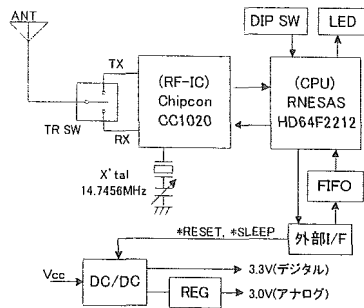 ANT
DIP SW
LED
TX
(RF-IC)
Chipcon
CC1020
(CPU)
RNESAS
HD64F2212
TR SW
RX
X'tal
14.7456MHz
FIFO
*RESET, *SLEEP
外部I/F
Vcc
DC/DC
3.3V(デジタル)
REG
3.0V(アナログ)